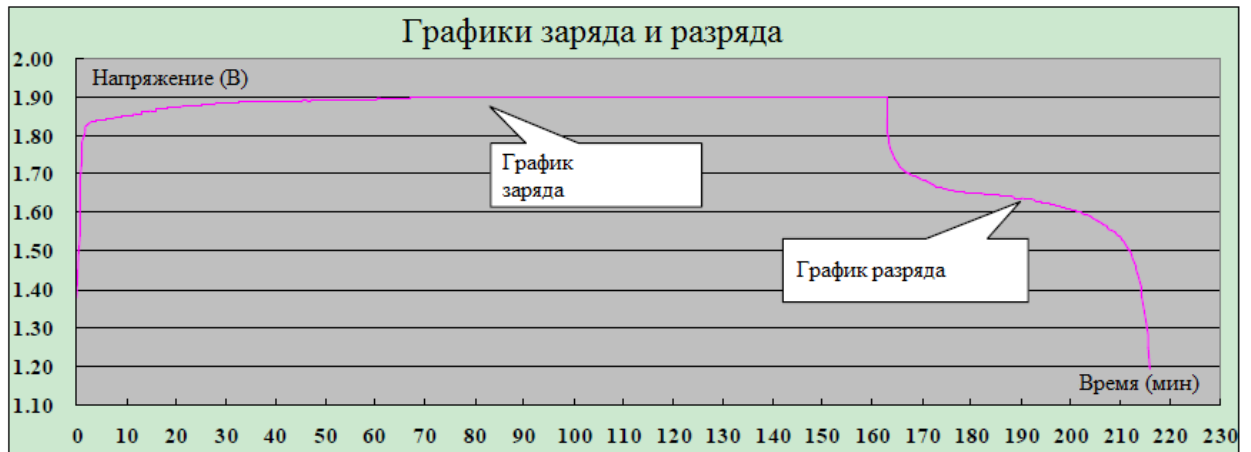 Графики заряда и разряда
2.00
Напряжение (В)
1.90
1.80
График
заряда
1.70
1.60
1.50
График разряда
1.40
1.30
1.20
Время (мин)
1.10
0 10 20 30 40 50 60 70 80 90 100 110 120 130 140 150 160 170 180 190 200 210 220 230